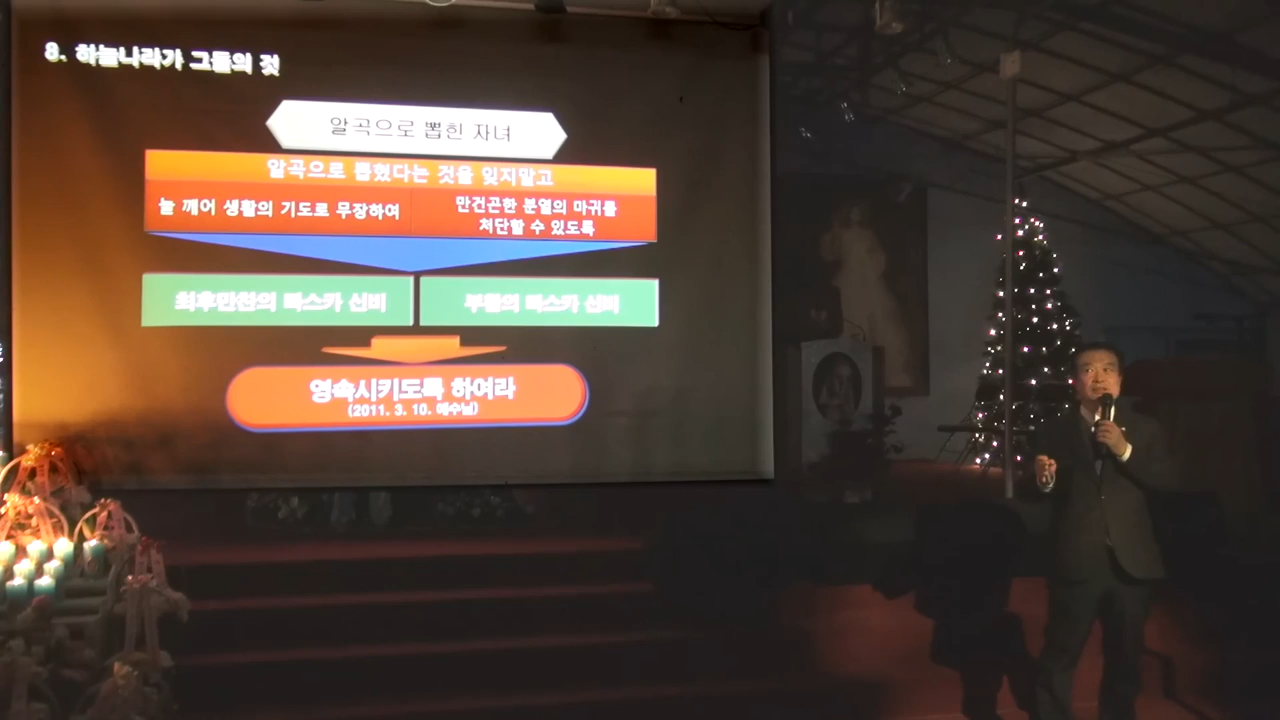 8. 하늘나라가 그들의 것
알곡으로 뽑힌 자녀
알곡으로 뽑혔다는 것을 잊지말고
늘 깨어 생활의 기도로 무장하여
만건곤한 분열의 마귀를
처단할 수 있도록
최후만찬의 빠스카 신비
부활의 빠스카 신비
영속시키도록 하여라
(2011. 3. 10. 예수님)